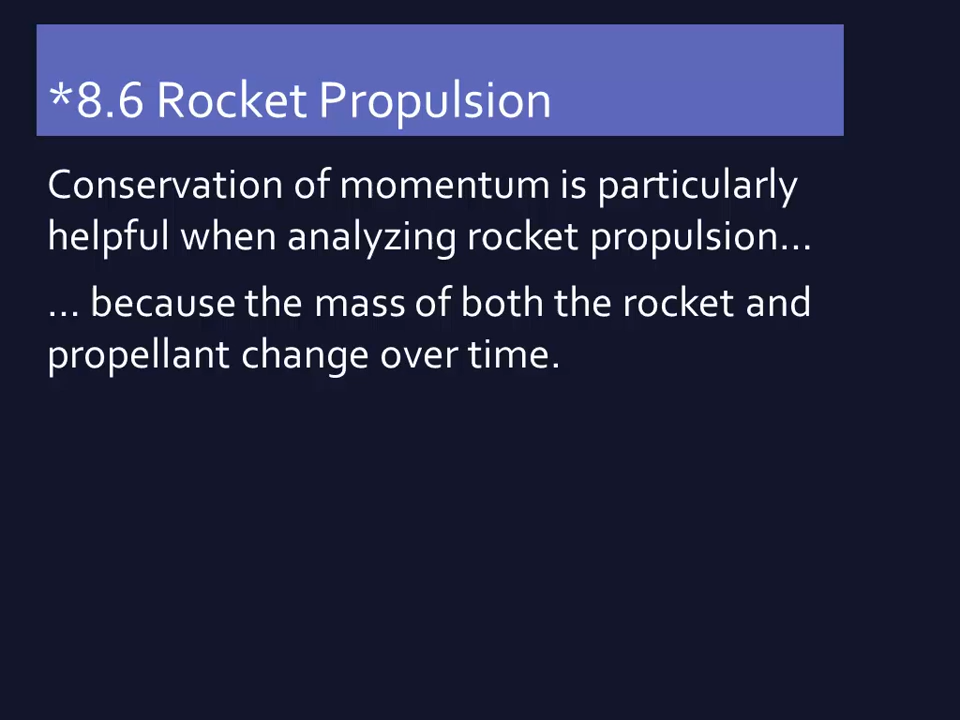 *8.6 Rocket Propulsion
Conservation of momentum is particularly
helpful when analyzing rocket propulsion...
... because the mass of both the rocket and
propellant change over time.